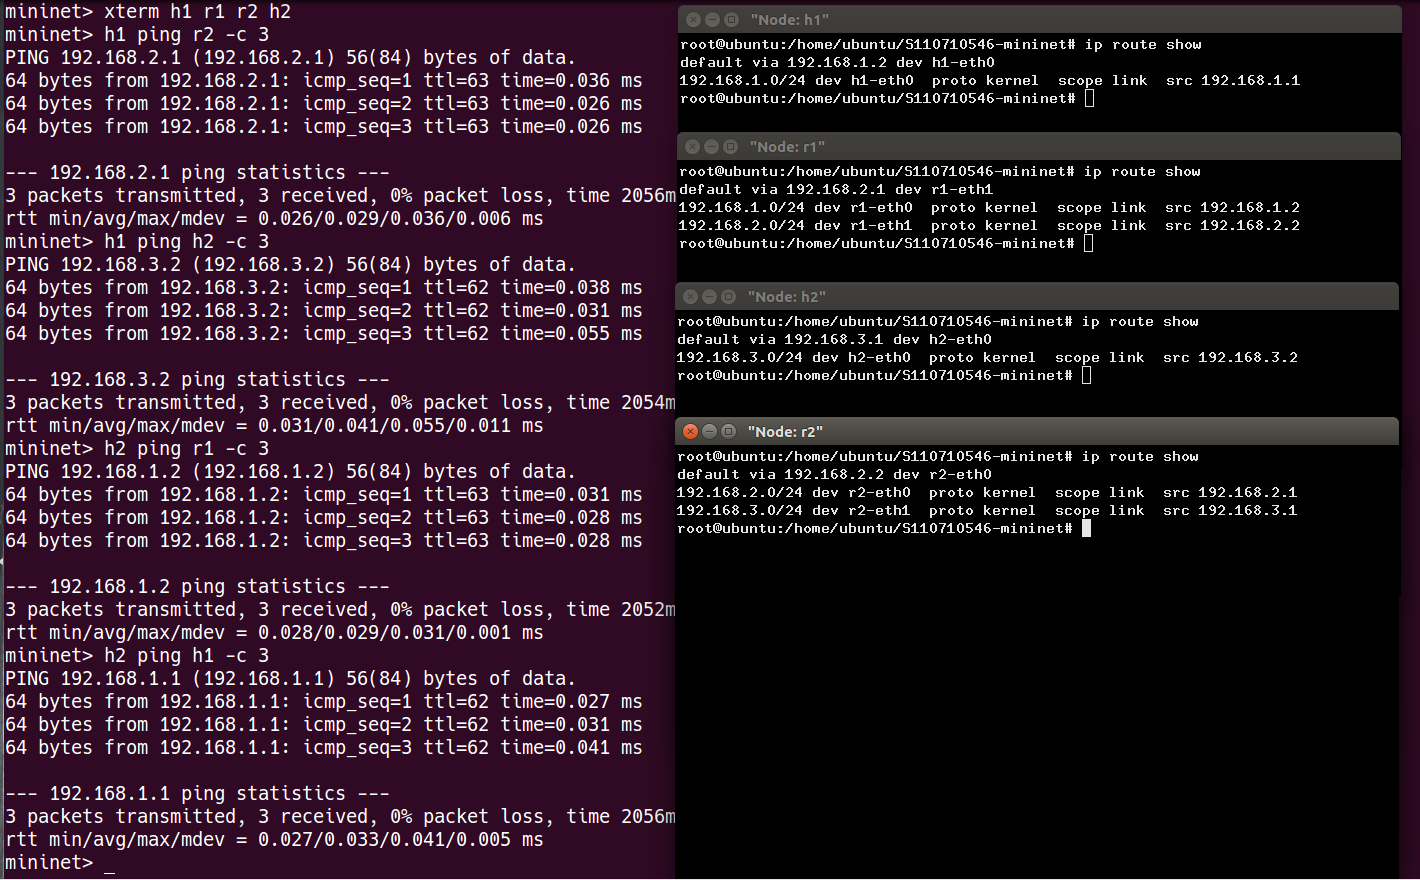 mininet> xterm h1 r1 r2 h2
mininet> h1 ping r2 -c 3
PING 192.168.2.1 (192.168.2.1) 56(84) bytes of data.
64 bytes from 192.168.2.1: icmp_seq=1 ttl=63 time=0.036 ms
64 bytes from 192.168.2.1: icmp_seq=2 ttl=63 time=0.026 ms
64 bytes from 192.168.2.1: icmp_seq=3 ttl=63 time=0.026 ms
--- 192.168.2.1 ping statistics ---
3 packets transmitted, 3 received, 0% packet loss, time 2056m
rtt min/avg/max/mdev = 0.026/0.029/0.036/0.006 ms
mininet> h1 ping h2 -c 3
PING 192.168.3.2 (192.168.3.2) 56(84) bytes of data.
64 bytes from 192.168.3.2: icmp_seq=1 ttl=62 time=0.038 ms
64 bytes from 192.168.3.2: icmp_seq=2 ttl=62 time=0.031 ms
64 bytes from 192.168.3.2: icmp_seq=3 ttl=62 time=0.055 ms
--- 192.168.3.2 ping statistics ---
3 packets transmitted, 3 received, 0% packet loss, time 2054m
rtt min/avg/max/mdev = 0.031/0.041/0.055/0.011 ms
mininet> h2 ping r1 -c 3
PING 192.168.1.2 (192.168.1.2) 56(84) bytes of data.
64 bytes from 192.168.1.2: icmp_seq=1 ttl=63 time=0.031 ms
64 bytes from 192.168.1.2: icmp_seq=2 ttl=63 time=0.028 ms
64 bytes from 192.168.1.2: icmp_seq=3 ttl=63 time=0.028 ms
--- 192.168.1.2 ping statistics ---
3 packets transmitted, 3 received, 0% packet loss, time 2052m
rtt min/avg/max/mdev = 0.028/0.029/0.031/0.001 ms
mininet> h2 ping h1 -c 3
PING 192.168.1.1 (192.168.1.1) 56(84) bytes of data.
64 bytes from 192.168.1.1: icmp_seq=1 ttl=62 time=0.027 ms
64 bytes from 192.168.1.1: icmp_seq=2 ttl=62 time=0.031 ms
64 bytes from 192.168.1.1: icmp_seq=3 ttl=62 time=0.041 ms
--- 192.168.1.1 ping statistics ---
3 packets transmitted, 3 received, 0% packet loss, time 2056m
rtt min/avg/max/mdev = 0.027/0.033/0.041/0.005 ms
mininet> _
"Node: h1"
root@ubuntu:/home/ubuntu/S110710546-mininet# ip route show
default via 192.168.1.2 dev h1-eth0
192.168.1.0/24 dev h1-eth0  proto kernel  scope link  src 192.168.1.1
root@ubuntu:/home/ubuntu/S110710546-mininet#
"Node: r1"
root@ubuntu:/home/ubuntu/S110710546-mininet# ip route show
default via 192.168.2.1 dev r1-eth1
192.168.1.0/24 dev r1-eth0  proto kernel  scope link  src 192.168.1.2
192.168.2.0/24 dev r1-eth1  proto kernel  scope link  src 192.168.2.2
root@ubuntu:/home/ubuntu/S110710546-mininet#
"Node: h2"
root@ubuntu:/home/ubuntu/S110710546-mininet# ip route show
default via 192.168.3.1 dev h2-eth0
192.168.3.0/24 dev h2-eth0  proto kernel  scope link  src 192.168.3.2
root@ubuntu:/home/ubuntu/S110710546-mininet#
"Node: r2"
root@ubuntu:/home/ubuntu/S110710546-mininet# ip route show
default via 192.168.2.2 dev r2-eth0
192.168.2.0/24 dev r2-eth0  proto kernel  scope link  src 192.168.2.1
192.168.3.0/24 dev r2-eth1  proto kernel  scope link  src 192.168.3.1
root@ubuntu:/home/ubuntu/S110710546-mininet#